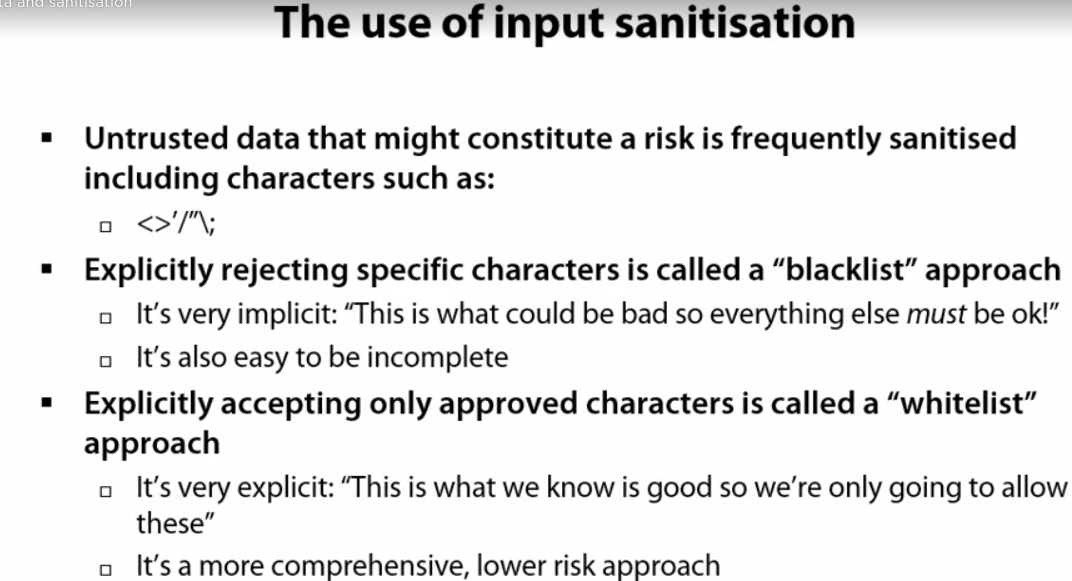 ta and sanitisation
The use of input sanitisation
Untrusted data that might constitute a risk is frequently sanitised
including characters such as:
<>'/"\;
Explicitly rejecting specific characters is called a “blacklist” approach
It's very implicit: “This is what could be bad so everything else must be ok!”
It's also easy to be incomplete
Explicitly accepting only approved characters is called a “whitelist”
approach
It's very explicit: “This is what we know is good so we're only going to allow
these”
It's a more comprehensive, lower risk approach